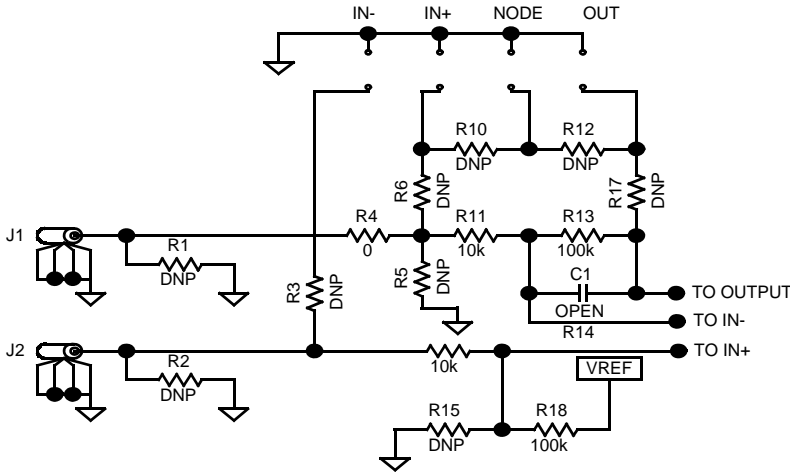 IN- IN+ NODE OUT
R10 R12
DNP DNP
R6 DNP R17 DNP
J1 R4 R11 R13
0 10k 100k
R1
DNP
R3 DNP R5 DNP
C1
OPEN
TO OUTPUT
TO IN-
R14
J2 TO IN+
10k
R2
DNP
VREF
R15 R18
DNP 100k